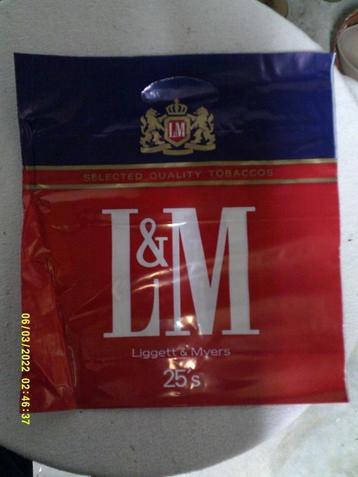 LM
SELECTED QUALITY TOBACCOS
L&M
Liggett & Myers
25's
06/03/2022 02:46:37